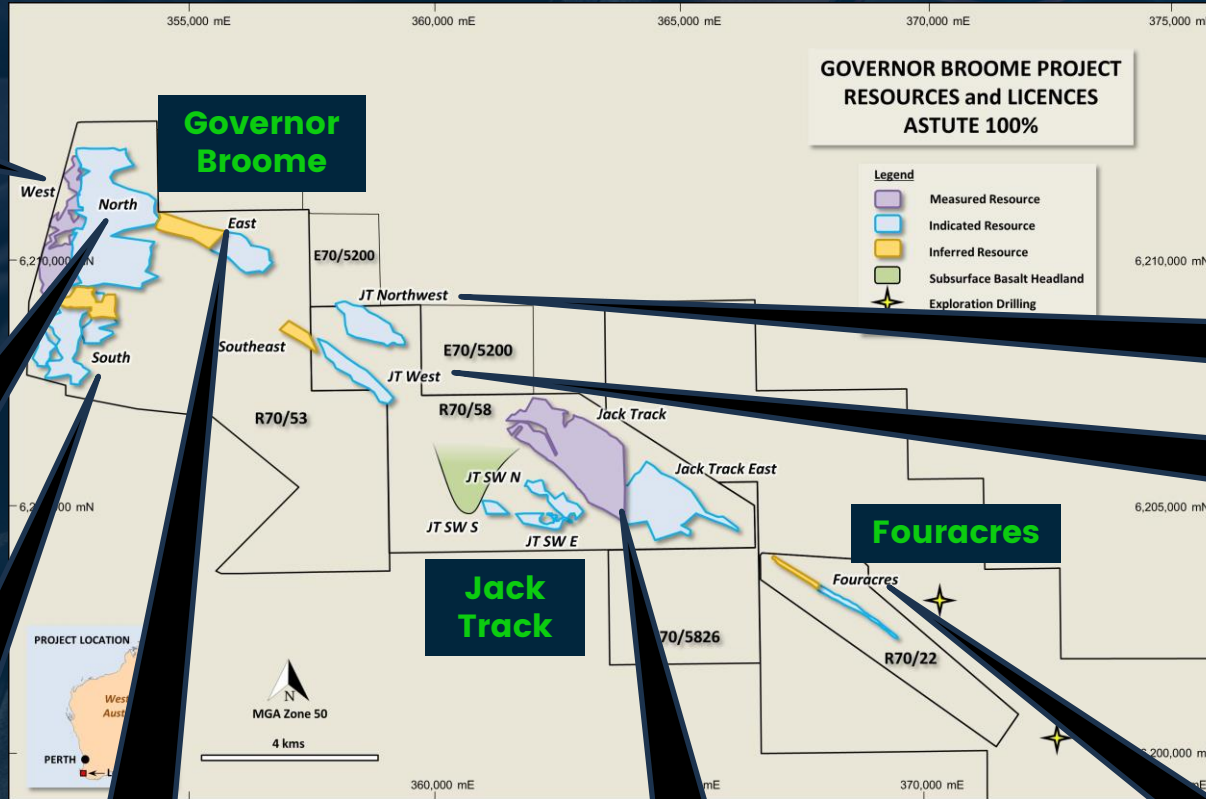 355,000 mE
360,000 mE
365,000 mE
370,000 mE
375,000
GOVERNOR BROOME PROJECT
RESOURCES and LICENCES
ASTUTE 100%
Governor
Broome
Legend
Measured Resource
Indicated Resource
Inferred Resource
Subsurface Basalt Headland
Exploration Drilling
West
North
East
E70/5200
6,210,000 mN
6,210,000 mN
JT Northwest
Southeast
E70/5200
South
JT West
R70/53
R70/58
Jack Track
JT SW N
Jack Track East
6,205,000 mN
JT SW S
JT SW E
Fouracres
Jack
Track
Fouracres
R70/22
70/5826
PROJECT LOCATION
PERTH
N
MGA Zone 50
4 kms
200,000 mN
360,000 mE
mE
370,000 mE